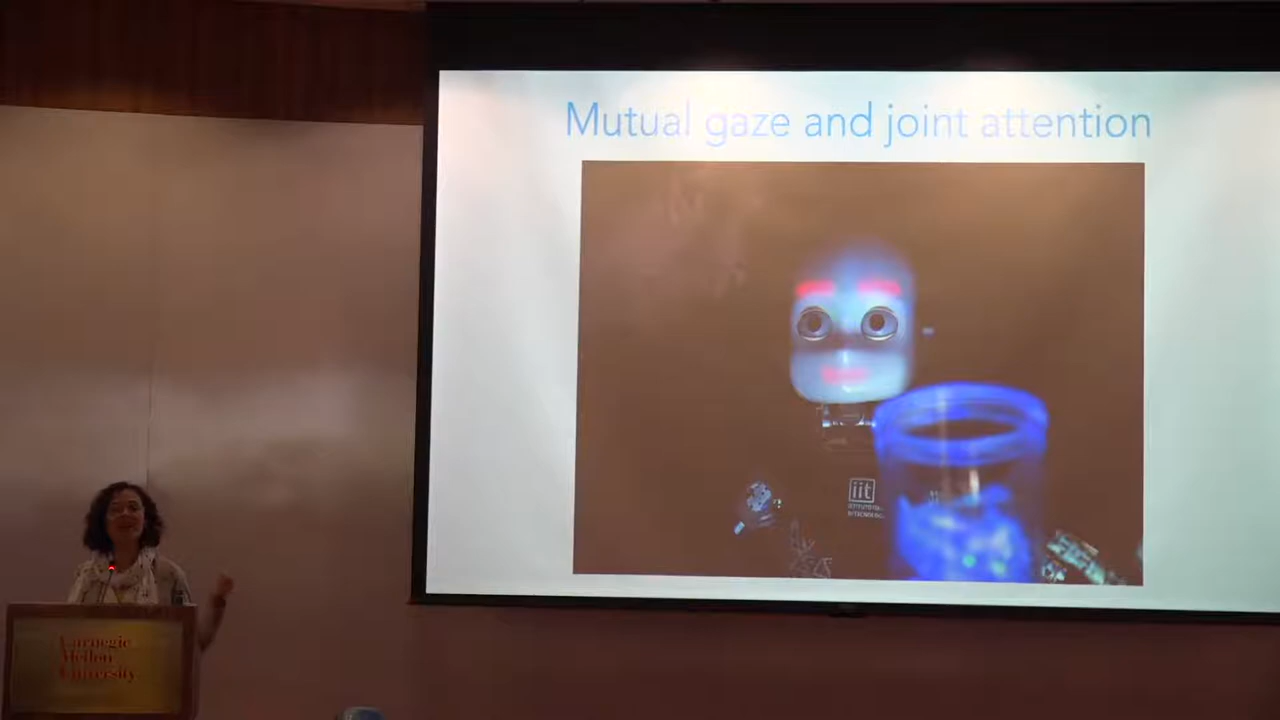 Mutual gaze and joint attention
iit
Carnegie
Mellon
University